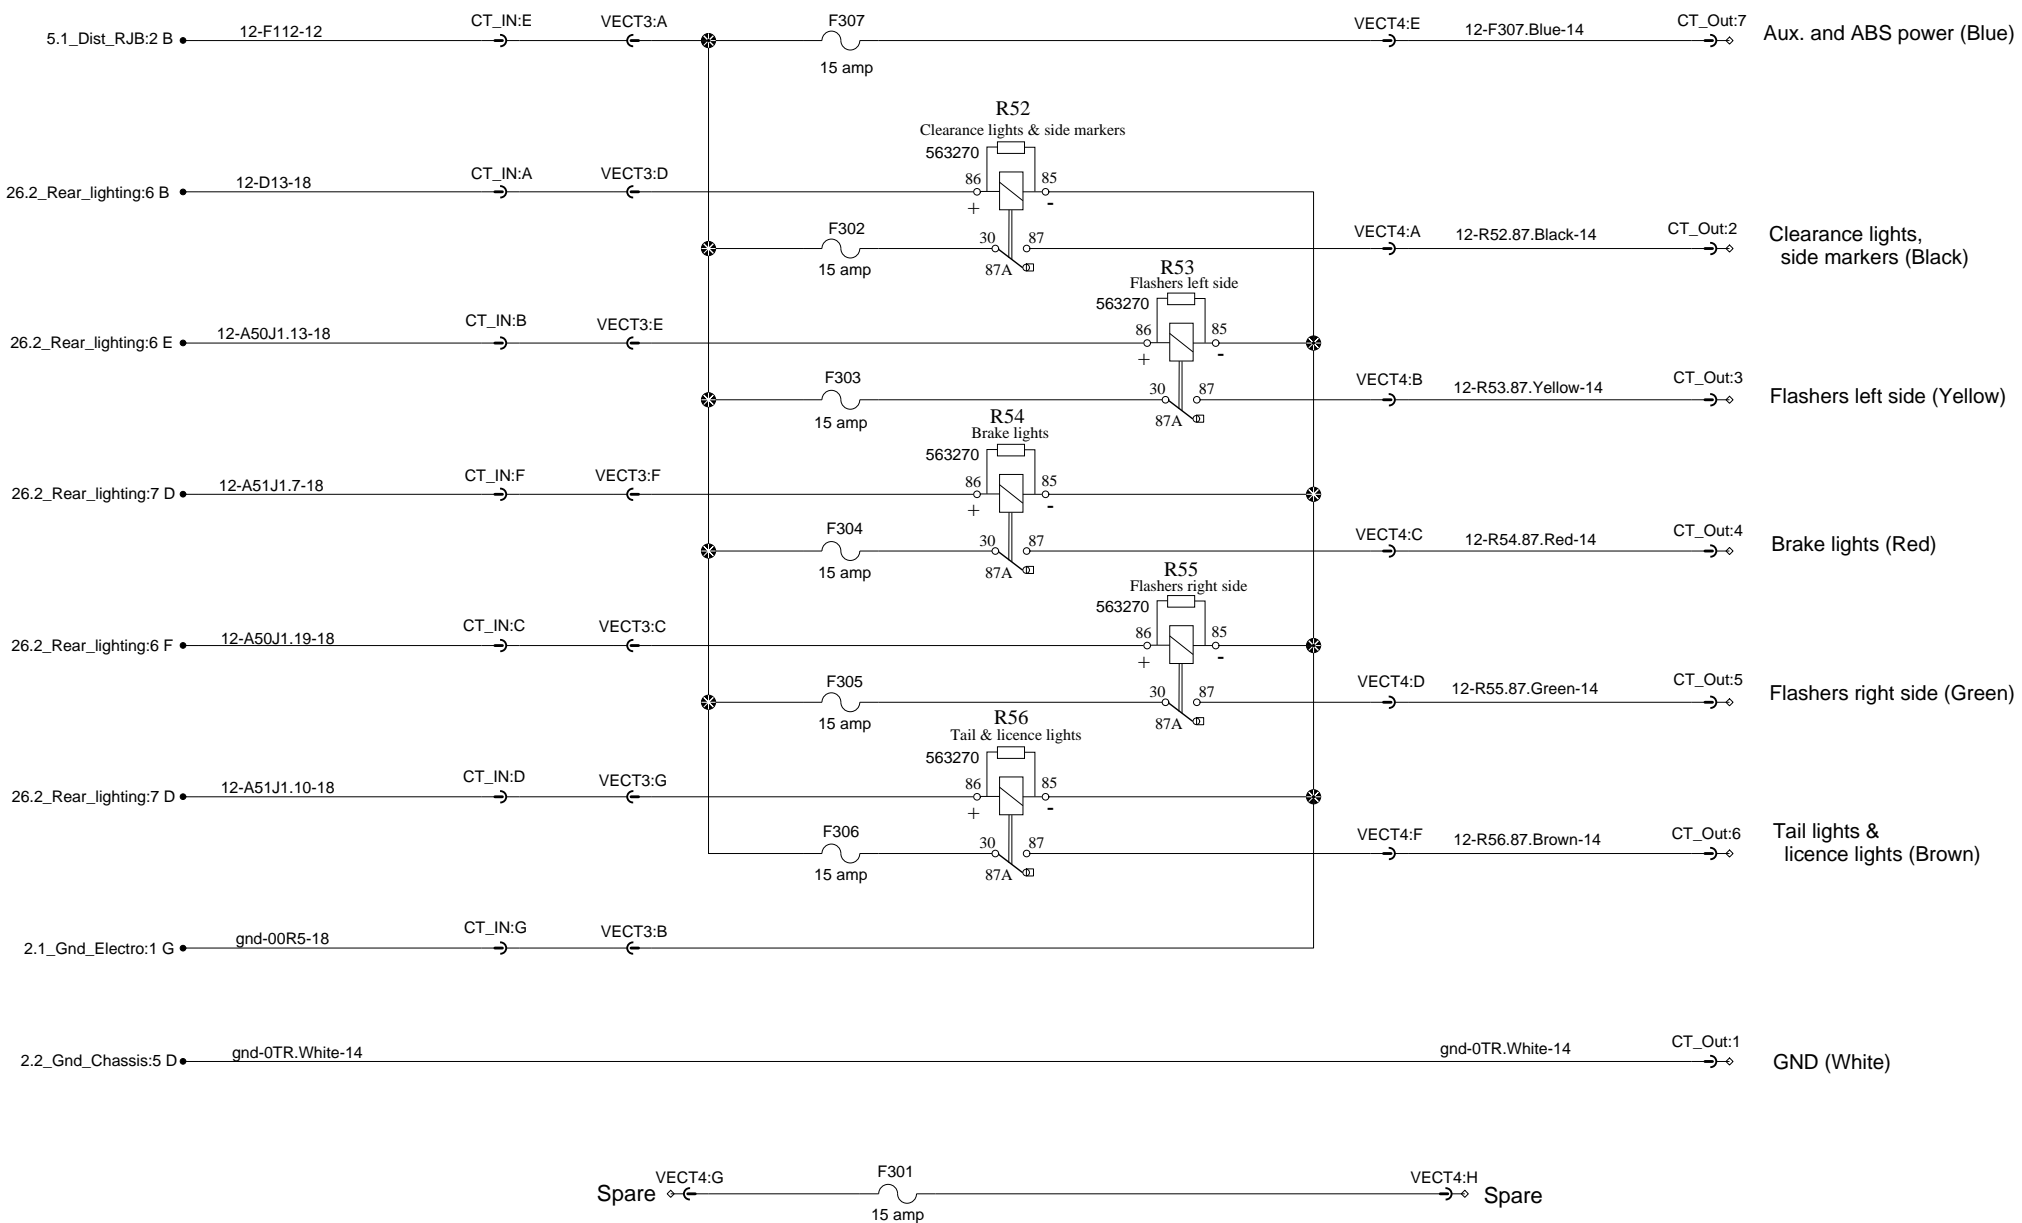 5.1_Dist_RJB:2 B
12-F112-12
CT_IN:E
VECT3:A
F307
15 amp
VECT4:E
12-F307.Blue-14
CT_Out:7
Aux. and ABS power (Blue)
R52
Clearance lights & side markers
563270
26.2_Rear_lighting:6 B
12-D13-18
CT_IN:A
VECT3:D
86
85
+
-
F302
15 amp
30
87
87A
VECT4:A
12-R52.87.Black-14
CT_Out:2
Clearance lights,
side markers (Black)
R53
Flashers left side
563270
26.2_Rear_lighting:6 E
12-A50J1.13-18
CT_IN:B
VECT3:E
86
85
+
-
F303
15 amp
30
87
87A
VECT4:B
12-R53.87.Yellow-14
CT_Out:3
Flashers left side (Yellow)
R54
Brake lights
563270
26.2_Rear_lighting:7 D
12-A51J1.7-18
CT_IN:F
VECT3:F
86
85
+
-
F304
15 amp
30
87
87A
VECT4:C
12-R54.87.Red-14
CT_Out:4
Brake lights (Red)
R55
Flashers right side
563270
26.2_Rear_lighting:6 F
12-A50J1.19-18
CT_IN:C
VECT3:C
86
85
+
-
F305
15 amp
30
87
87A
VECT4:D
12-R55.87.Green-14
CT_Out:5
Flashers right side (Green)
R56
Tail & licence lights
563270
26.2_Rear_lighting:7 D
12-A51J1.10-18
CT_IN:D
VECT3:G
86
85
+
-
F306
15 amp
30
87
87A
VECT4:F
12-R56.87.Brown-14
CT_Out:6
Tail lights &
licence lights (Brown)
2.1_Gnd_Electro:1 G
gnd-00R5-18
CT_IN:G
VECT3:B
2.2_Gnd_Chassis:5 D
gnd-0TR.White-14
gnd-0TR.White-14
CT_Out:1
GND (White)
Spare
VECT4:G
F301
15 amp
VECT4:H
Spare